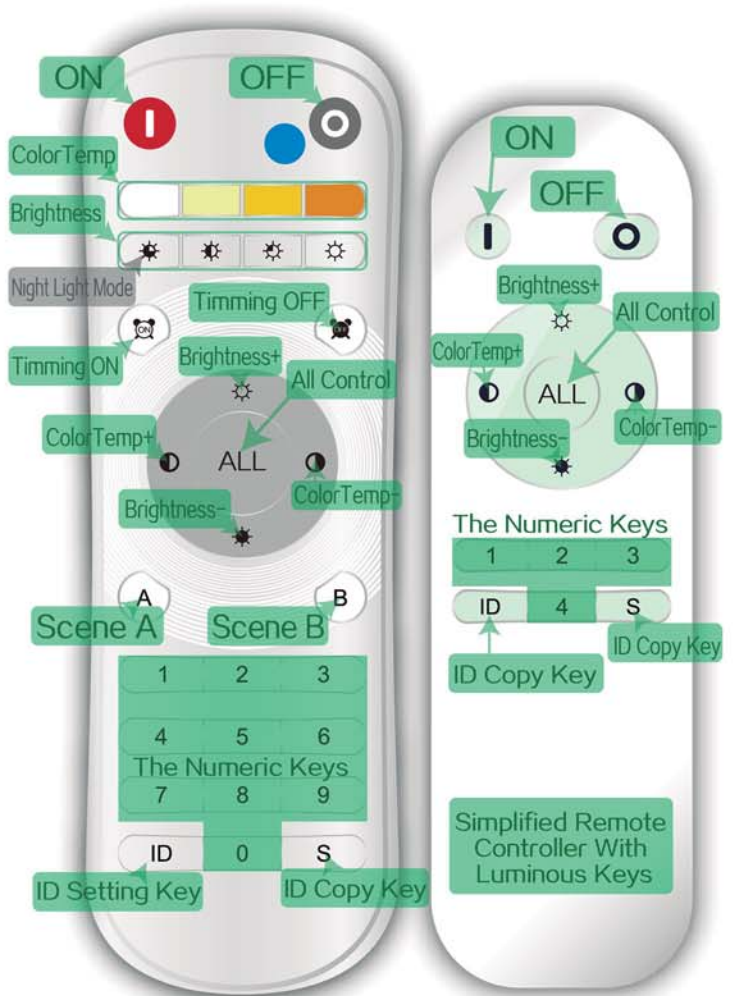 ON
OFF
ColorTemp
Brightness
Night Light Mode
Timming OFF
ON
OFF
Timming ON
Brightness+
All Control
ColorTemp+
ALL
ColorTemp-
Brightness-
A
B
Scene A
Scene B
1 2 3
4 5 6
The Numeric Keys
7 8 9
ID 0 S
ID Setting Key
ID Copy Key
ON
OFF
Brightness+
All Control
ColorTemp+
ALL
ColorTemp-
Brightness-
The Numeric Keys
1 2 3
ID 4 S
ID Copy Key
ID Copy Key
Simplified Remote
Controller With
Luminous Keys